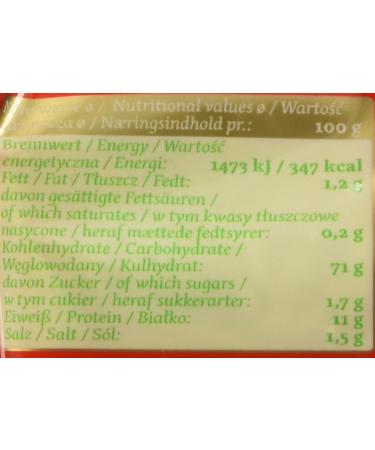 / Nutritional values ø / Wartość
ø / Næringsindhold pr.: 100 g
Brennwert / Energy / Wartość
energetyczna / Energi: 1473 kJ / 347 kcal
Fett / Fat / Tłuszcz / Fedt: 1,2 g
davon gesättigte Fettsäuren /
of which saturates / w tym kwasy tłuszczowe
nasycone / heraf mættede fedtsyrer: 0,2 g
Kohlenhydrate / Carbohydrate /
Węglowodany / Kulhydrat: 71 g
davon Zucker / of which sugars /
w tym cukier / heraf sukkerarter: 1,7 g
Eiweiß / Protein / Białko: 11 g
Salz / Salt / Sól: 1,5 g